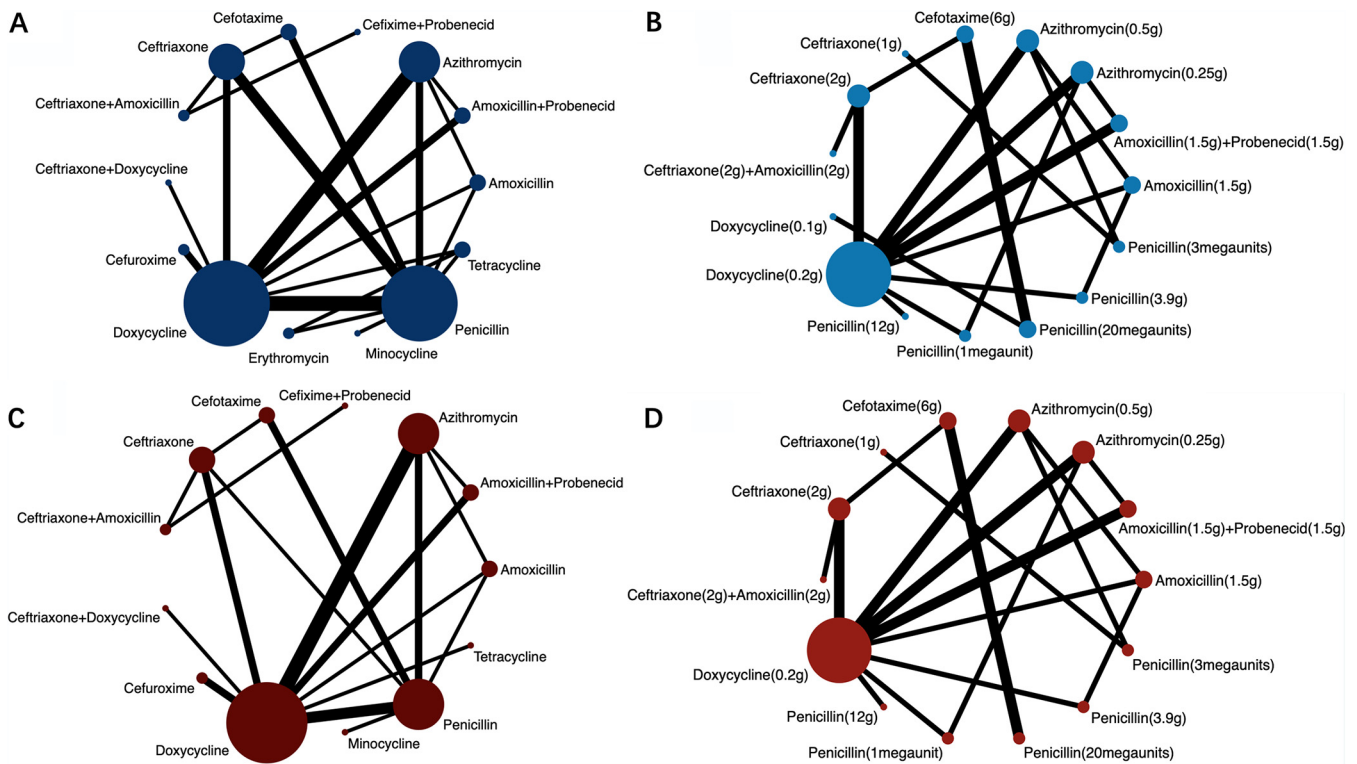 A
Cefotaxime
Cefixime+Probenecid
Ceftriaxone
Azithromycin
Ceftriaxone+Amoxicillin
Amoxicillin+Probenecid
Ceftriaxone+Doxycycline
Amoxicillin
Cefuroxime
Tetracycline
Doxycycline
Penicillin
Erythromycin
Minocycline
B
Cefotaxime(6g)
Azithromycin(0.5g)
Ceftriaxone(1g)
Azithromycin(0.25g)
Ceftriaxone(2g)
Amoxicillin(1.5g)+Probenecid(1.5g)
Ceftriaxone(2g)+Amoxicillin(2g)
Amoxicillin(1.5g)
Doxycycline(0.1g)
Penicillin(3megaunits)
Doxycycline(0.2g)
Penicillin(3.9g)
Penicillin(12g)
Penicillin(20megaunits)
Penicillin(1megaunit)
C
Cefotaxime
Cefixime+Probenecid
Azithromycin
Ceftriaxone
Amoxicillin+Probenecid
Ceftriaxone+Amoxicillin
Amoxicillin
Ceftriaxone+Doxycycline
Tetracycline
Cefuroxime
Penicillin
Doxycycline
Minocycline
D
Cefotaxime(6g)
Azithromycin(0.5g)
Ceftriaxone(1g)
Azithromycin(0.25g)
Ceftriaxone(2g)
Amoxicillin(1.5g)+Probenecid(1.5g)
Ceftriaxone(2g)+Amoxicillin(2g)
Amoxicillin(1.5g)
Penicillin(3megaunits)
Doxycycline(0.2g)
Penicillin(12g)
Penicillin(3.9g)
Penicillin(1megaunit)
Penicillin(20megaunits)